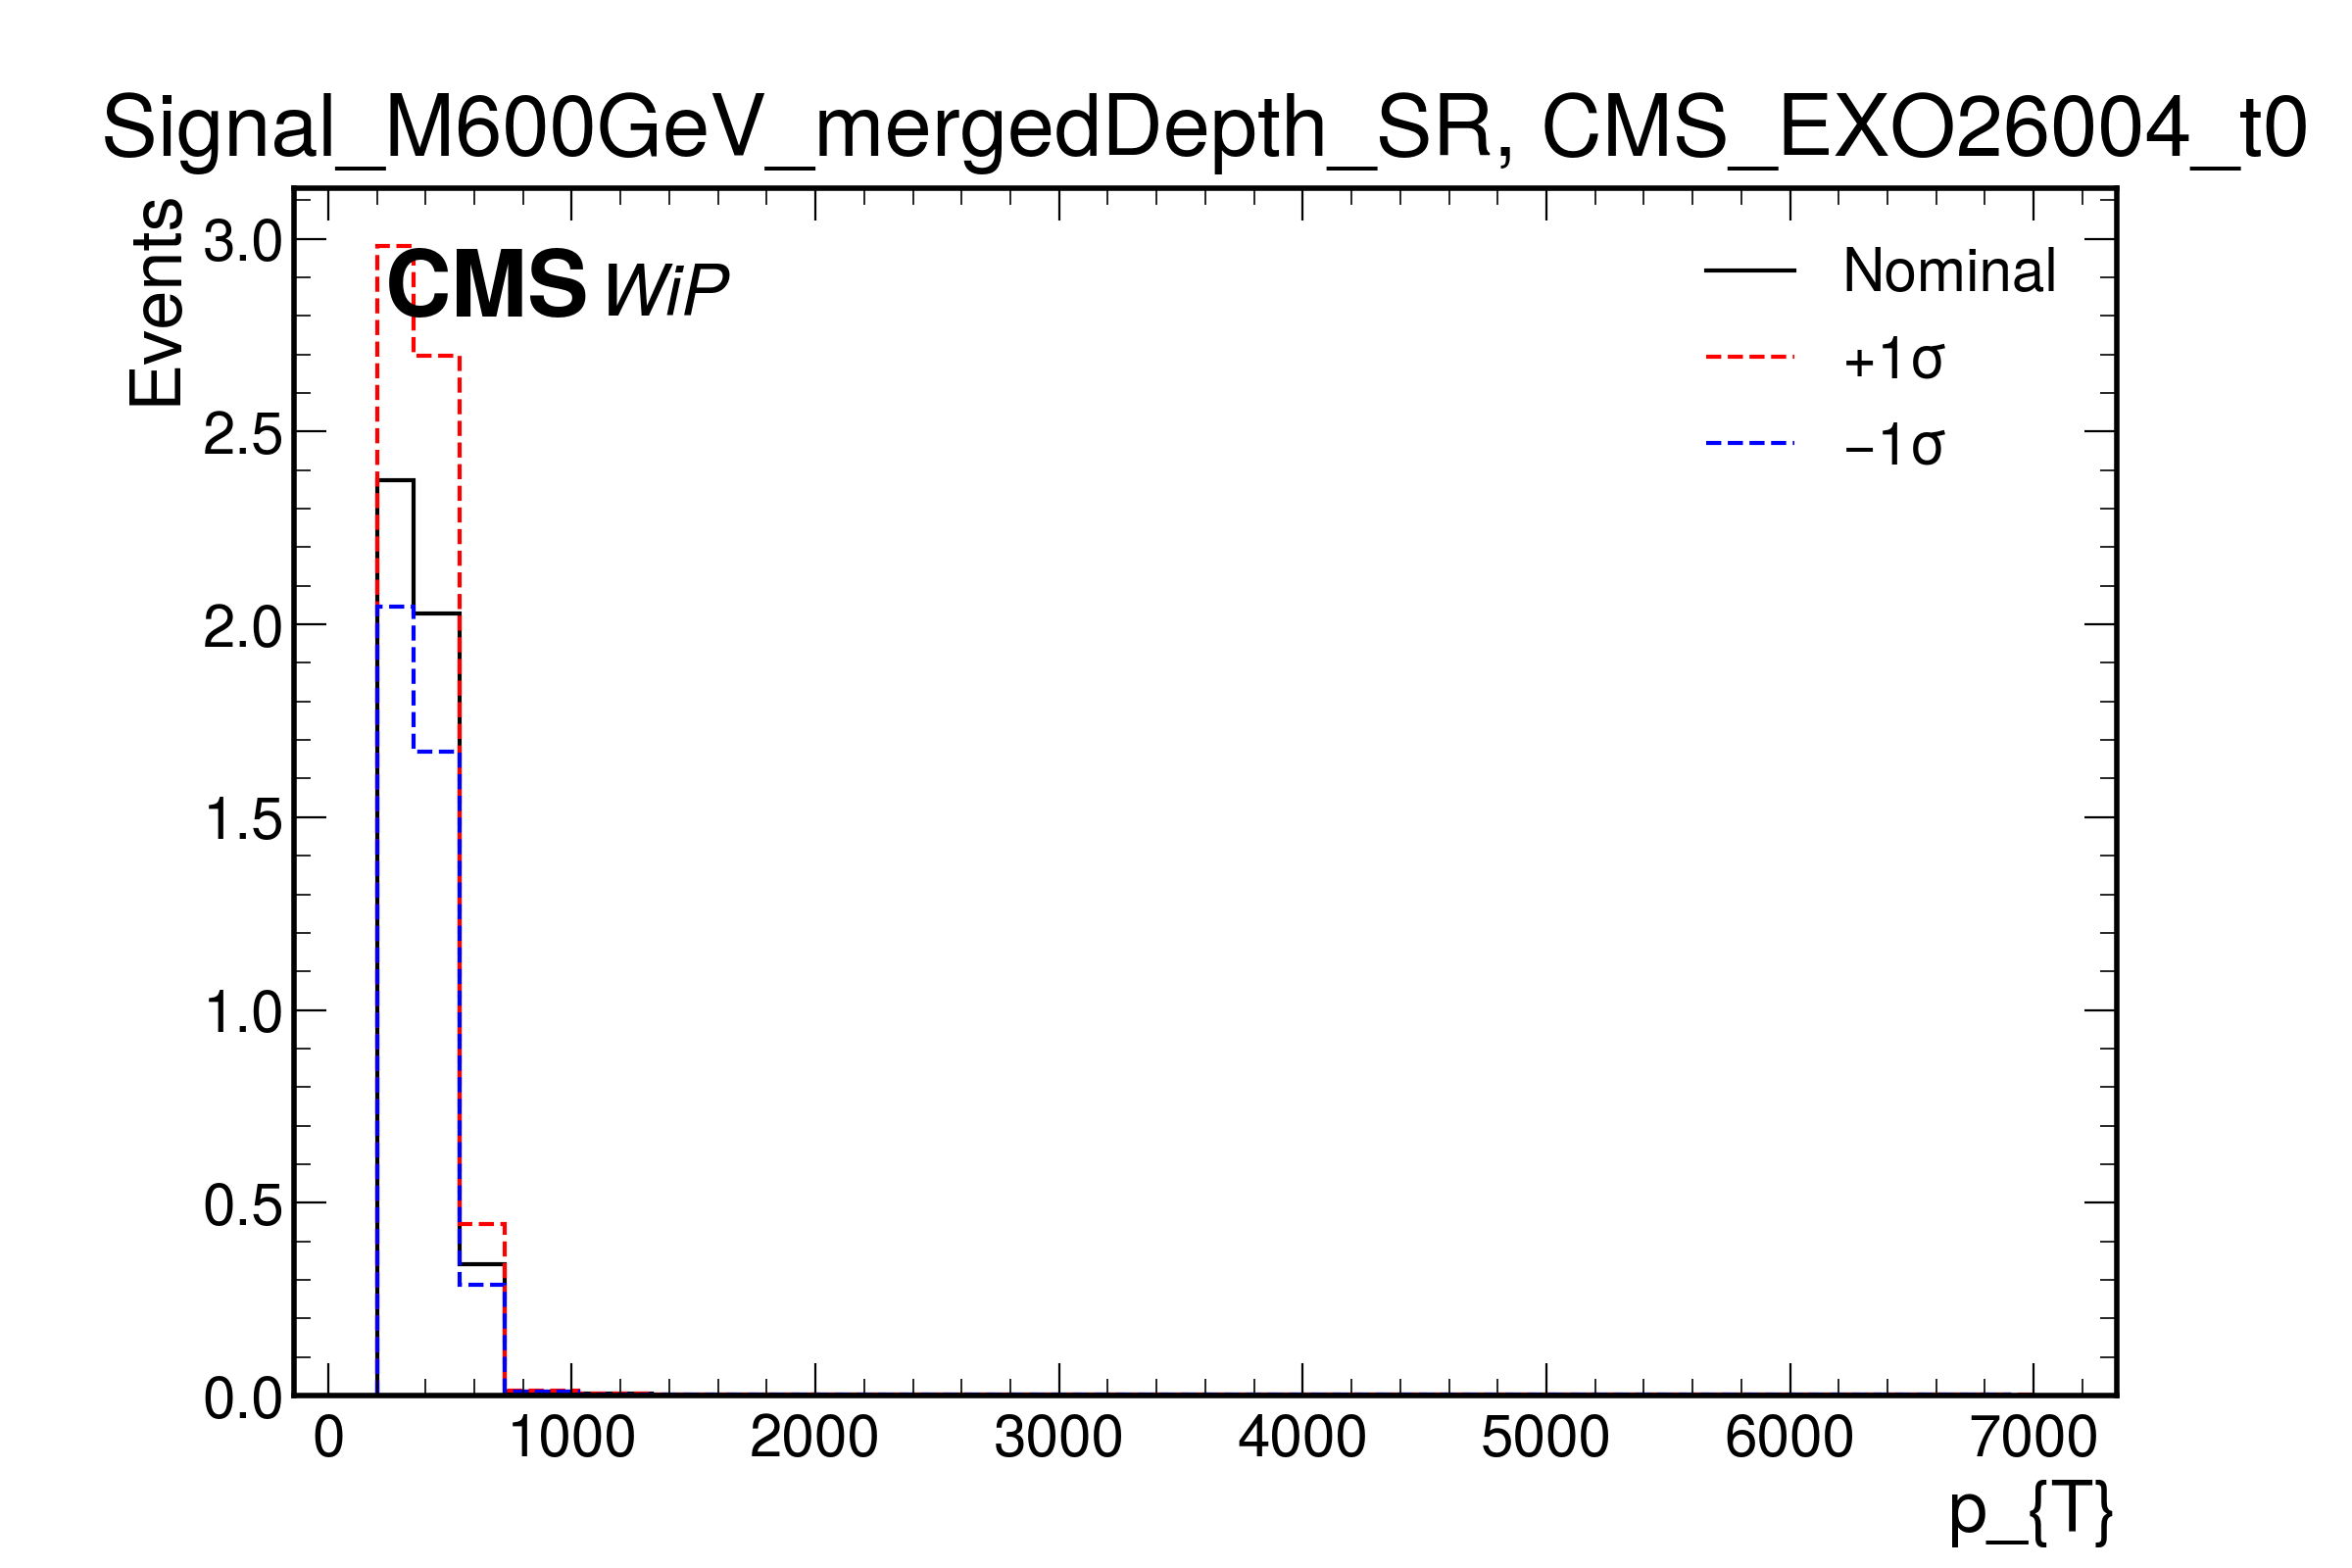 Signal_M600GeV_mergedDepth_SR, CMS_EXO26004_t0
Events
3.0
2.5
2.0
1.5
1.0
0.5
0.0
CMS WiP
Nominal
+1σ
−1σ
0 1000 2000 3000 4000 5000 6000 7000
p_{T}